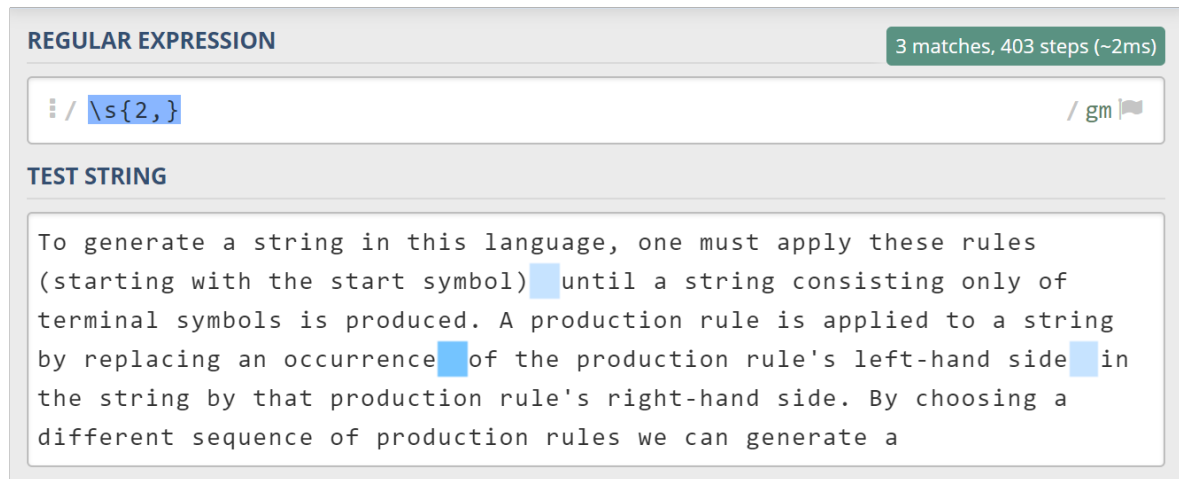 REGULAR EXPRESSION
3 matches, 403 steps (~2ms)
/ \s{2,} / gm
TEST STRING
To generate a string in this language, one must apply these rules
(starting with the start symbol)  until a string consisting only of
terminal symbols is produced. A production rule is applied to a string
by replacing an occurrence  of the production rule's left-hand side  in
the string by that production rule's right-hand side. By choosing a
different sequence of production rules we can generate a